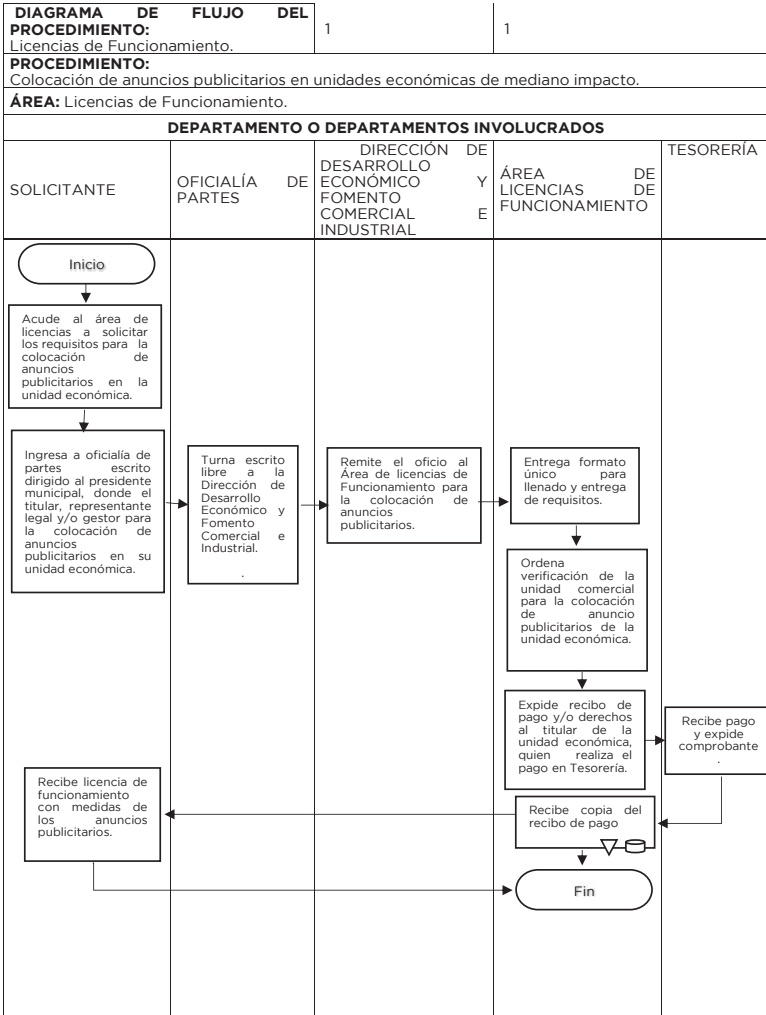 DIAGRAMA DE FLUJO DEL
PROCEDIMIENTO:
Licencias de Funcionamiento.
1
1
PROCEDIMIENTO:
Colocación de anuncios publicitarios en unidades económicas de mediano impacto.
ÁREA: Licencias de Funcionamiento.
DEPARTAMENTO O DEPARTAMENTOS INVOLUCRADOS
SOLICITANTE
OFICIALÍA DE
PARTES
DIRECCIÓN DE
DESARROLLO
ECONÓMICO Y
FOMENTO
COMERCIAL E
INDUSTRIAL
ÁREA DE
LICENCIAS DE
FUNCIONAMIENTO
TESORERÍA
Inicio
Acude al área de
licencias a solicitar
los requisitos para la
colocación de
anuncios
publicitarios en la
unidad económica.
Ingresa a oficialía de
partes escrito
dirigido al presidente
municipal, donde el
titular, representante
legal y/o gestor para
la colocación de
anuncios
publicitarios en su
unidad económica.
Turna escrito
libre a la
Dirección de
Desarrollo
Económico y
Fomento
Comercial e
Industrial.
.
Remite el oficio al
Área de licencias de
Funcionamiento para
la colocación de
anuncios
publicitarios.
Entrega formato
único para
llenado y entrega
de requisitos.
Ordena
verificación de la
unidad comercial
para la colocación
de anuncio
publicitarios de la
unidad económica.
Expide recibo de
pago y/o derechos
al titular de la
unidad económica,
quien realiza el
pago en Tesorería.
Recibe pago
y expide
comprobante
.
Recibe copia del
recibo de pago
Recibe licencia de
funcionamiento
con medidas de
los anuncios
publicitarios.
Fin